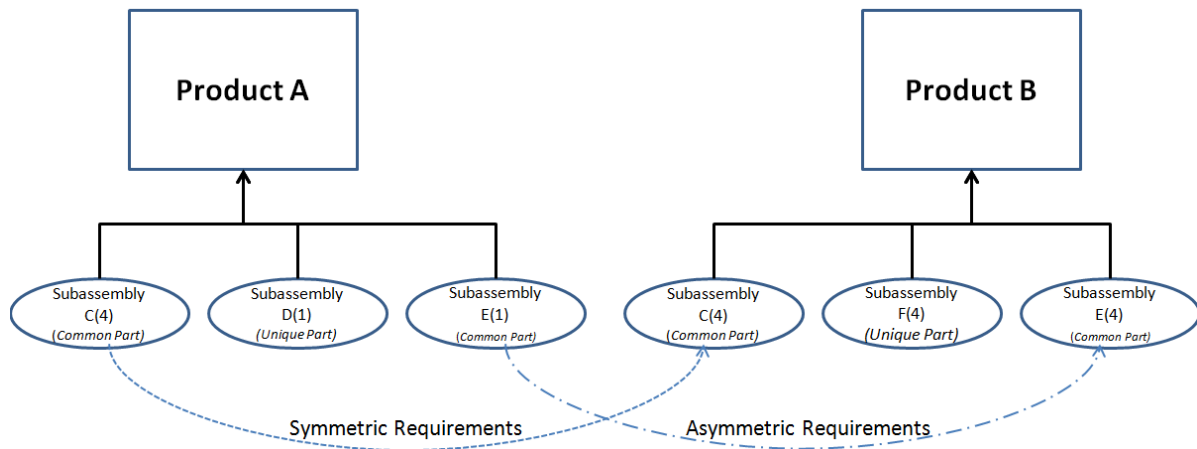 Product A
Product B
Subassembly
C(4)
(Common Part)
Subassembly
D(1)
(Unique Part)
Subassembly
E(1)
(Common Part)
Subassembly
C(4)
(Common Part)
Subassembly
F(4)
(Unique Part)
Subassembly
E(4)
(Common Part)
Symmetric Requirements
Asymmetric Requirements